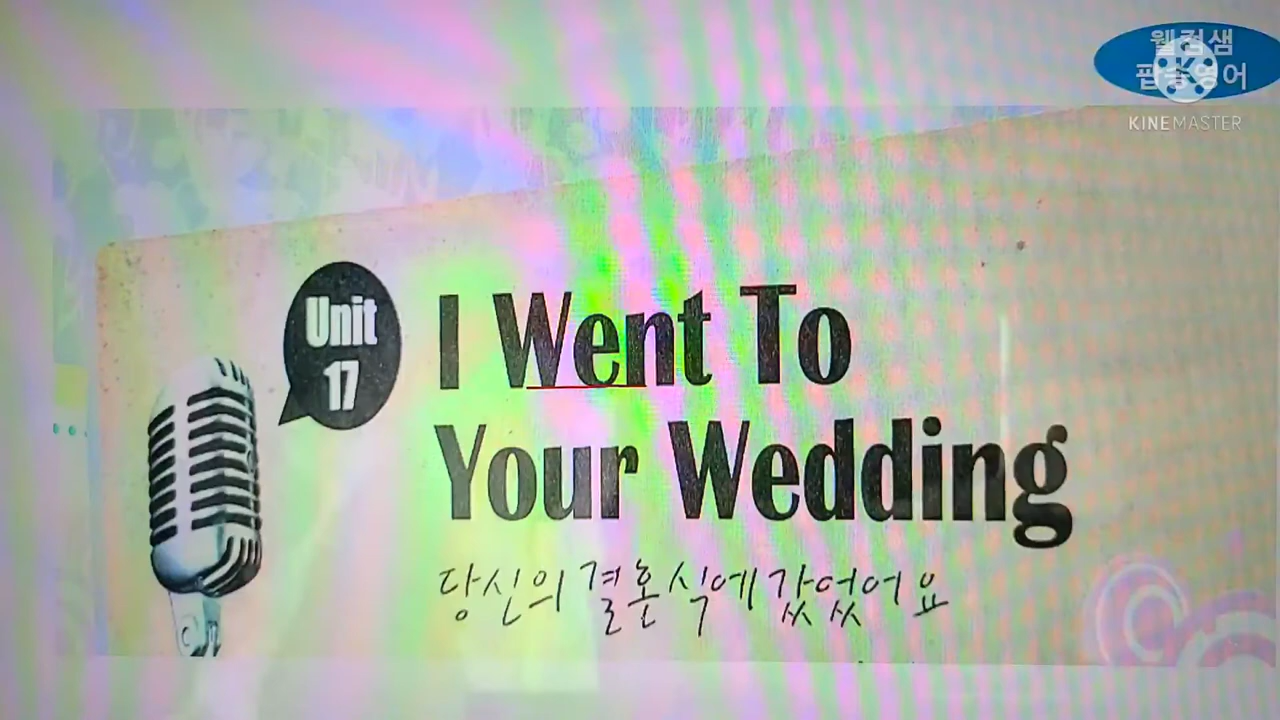 웰컴샘
팝송영어
KINEMASTER
Unit
17
I Went To
Your Wedding
당신의 결혼식에 갔었어요